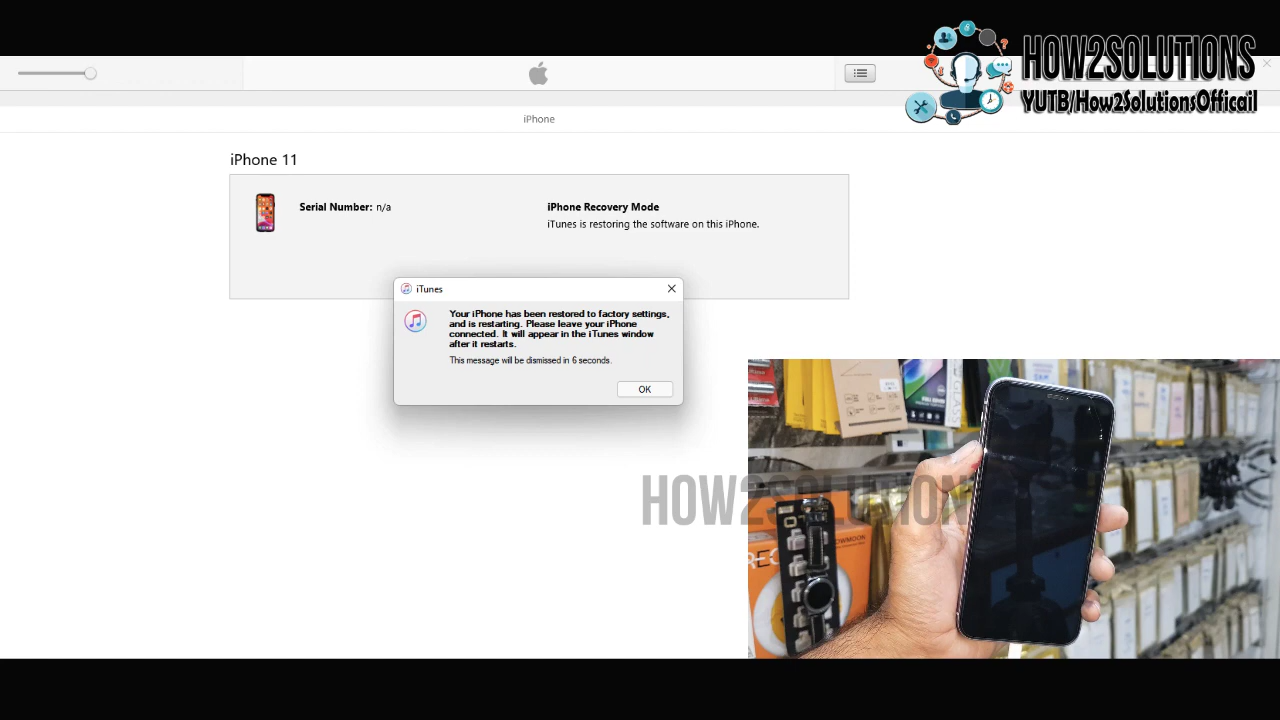 HOW2SOLUTIONS
YUTB/How2SolutionsOfficail
iPhone
iPhone 11
Serial Number: n/a
iPhone Recovery Mode
iTunes is restoring the software on this iPhone.
iTunes
Your iPhone has been restored to factory settings,
and is restarting. Please leave your iPhone
connected. It will appear in the iTunes window
after it restarts.
This message will be dismissed in 6 seconds.
OK
HOW2SOLUTION
GLASS